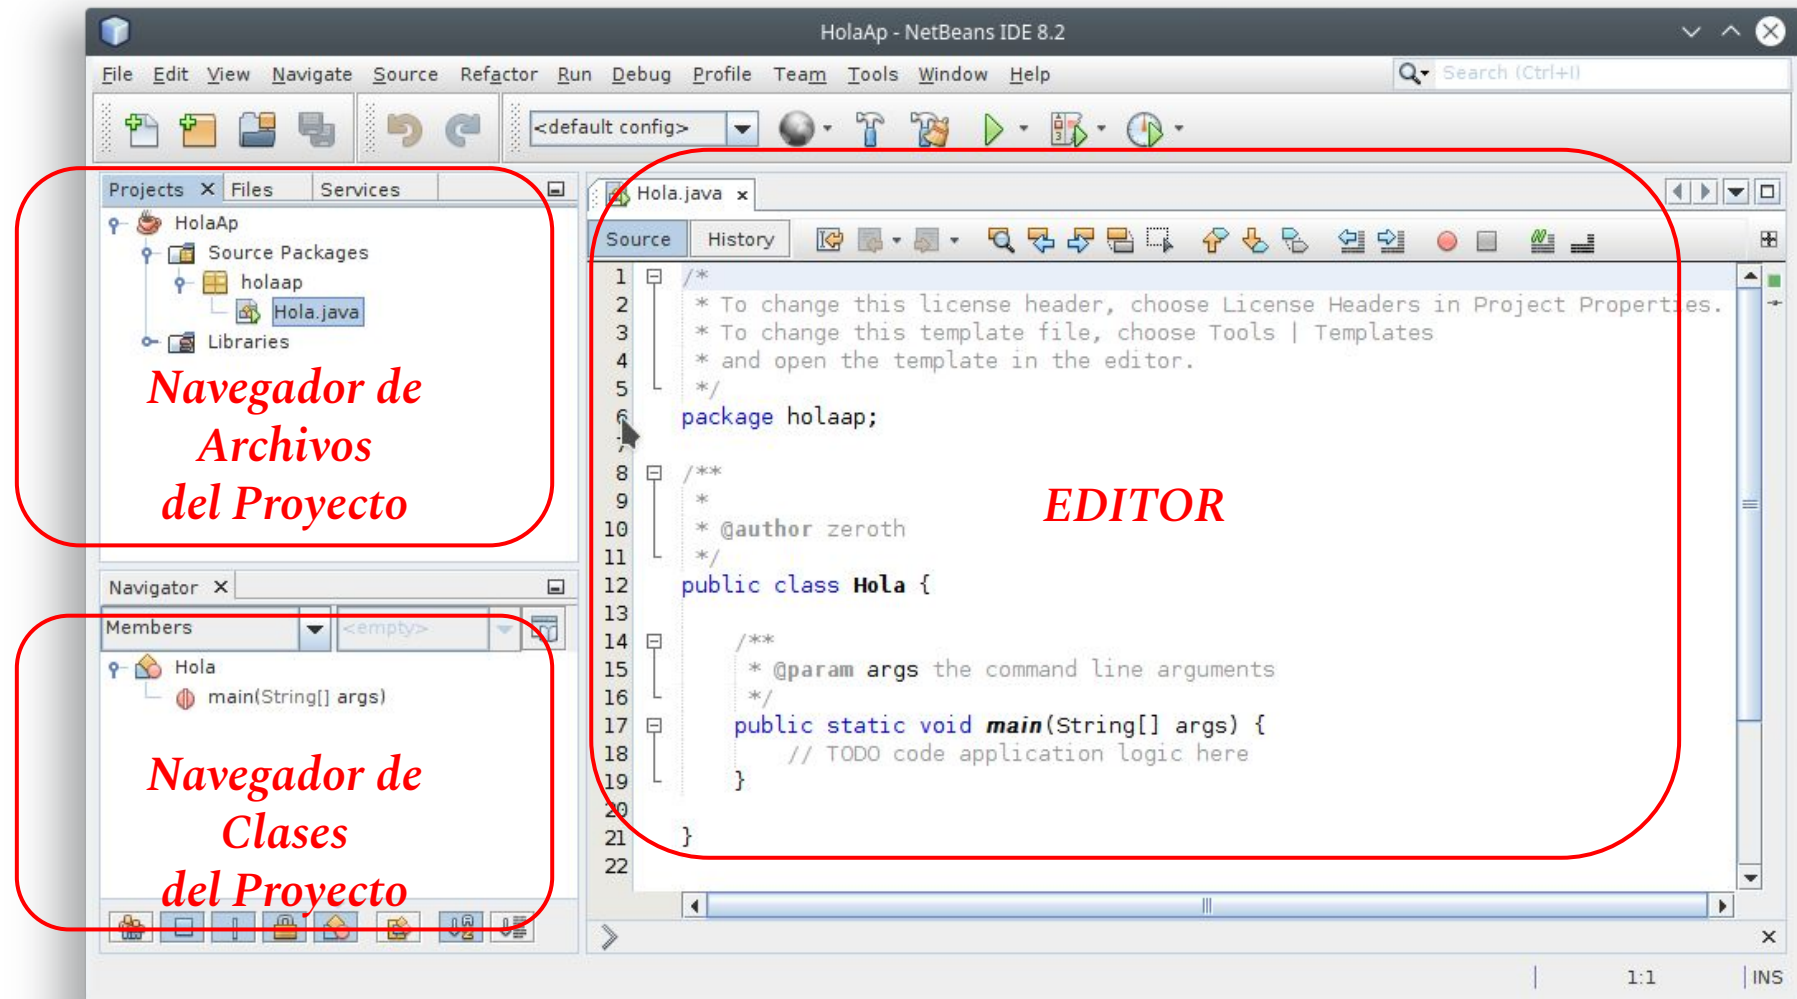 HolaAp - NetBeans IDE 8.2
File Edit View Navigate Source Refactor Run Debug Profile Team Tools Window Help
Search (Ctrl+I)
<default config>
Projects Files Services
HolaAp
Source Packages
holaap
Hola.java
Libraries
Navegador de
Archivos
del Proyecto
Navigator
Members
<empty>
Hola
main(String[] args)
Navegador de
Clases
del Proyecto
Hola.java
Source History
1 /*
2 * To change this license header, choose License Headers in Project Properties.
3 * To change this template file, choose Tools | Templates
4 * and open the template in the editor.
5 */
6 package holaap;
7
8 /**
9 *
10 * @author zeroth
11 */
12 public class Hola {
13
14 /**
15 * @param args the command line arguments
16 */
17 public static void main(String[] args) {
18 // TODO code application logic here
19 }
20
21 }
22
EDITOR
1:1 INS